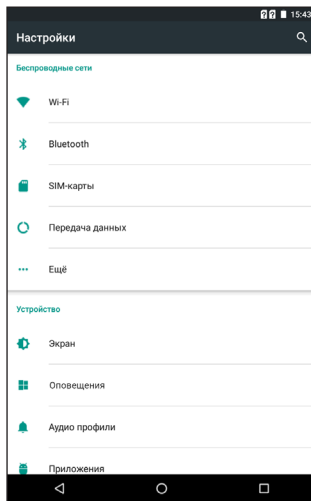 15:43
Настройки
Беспроводные сети
Wi-Fi
Bluetooth
SIM-карты
Передача данных
Ещё
Устройство
Экран
Оповещения
Аудио профили
Приложения